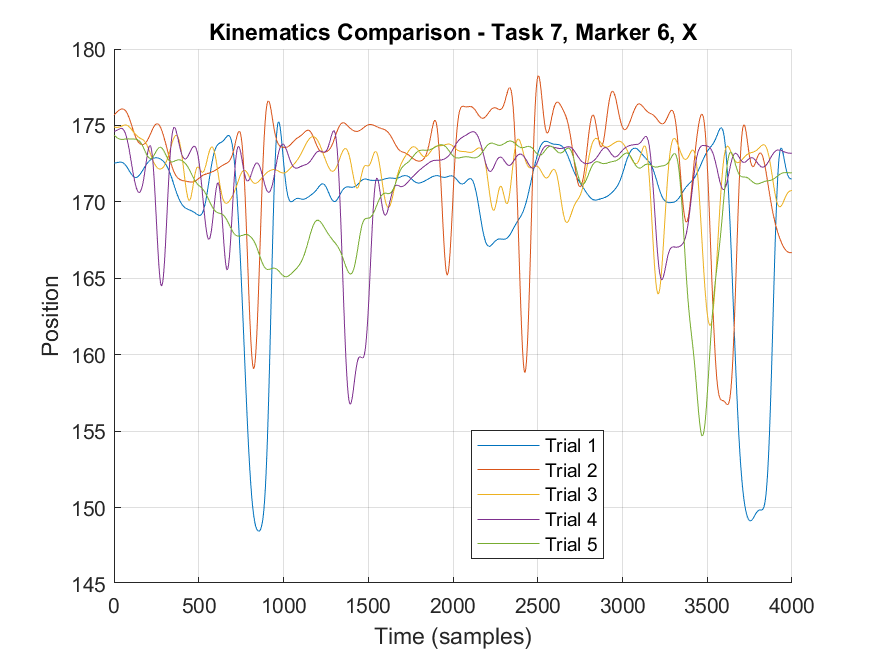 Kinematics Comparison - Task 7, Marker 6, X
180
175
170
165
160
155
150
145
Position
Trial 1
Trial 2
Trial 3
Trial 4
Trial 5
0 500 1000 1500 2000 2500 3000 3500 4000
Time (samples)